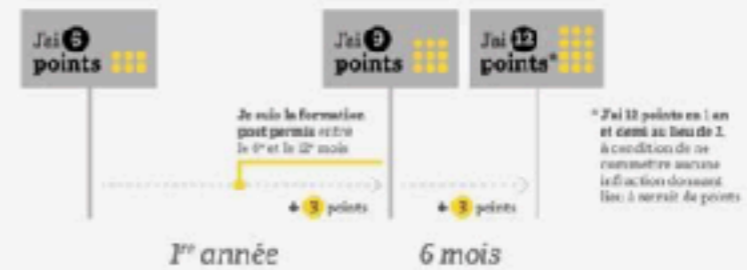 J'ai 6
points
J'ai 9
points
J'ai 12
points*
Je suis la formation
post permis entre
le 6e et le 12e mois
+ 3 points
+ 3 points
* J'ai 12 points en 1 an
et demi au lieu de 2,
à condition de ne
commettre aucune
infraction donnant
lieu à retrait de points
1re année
6 mois